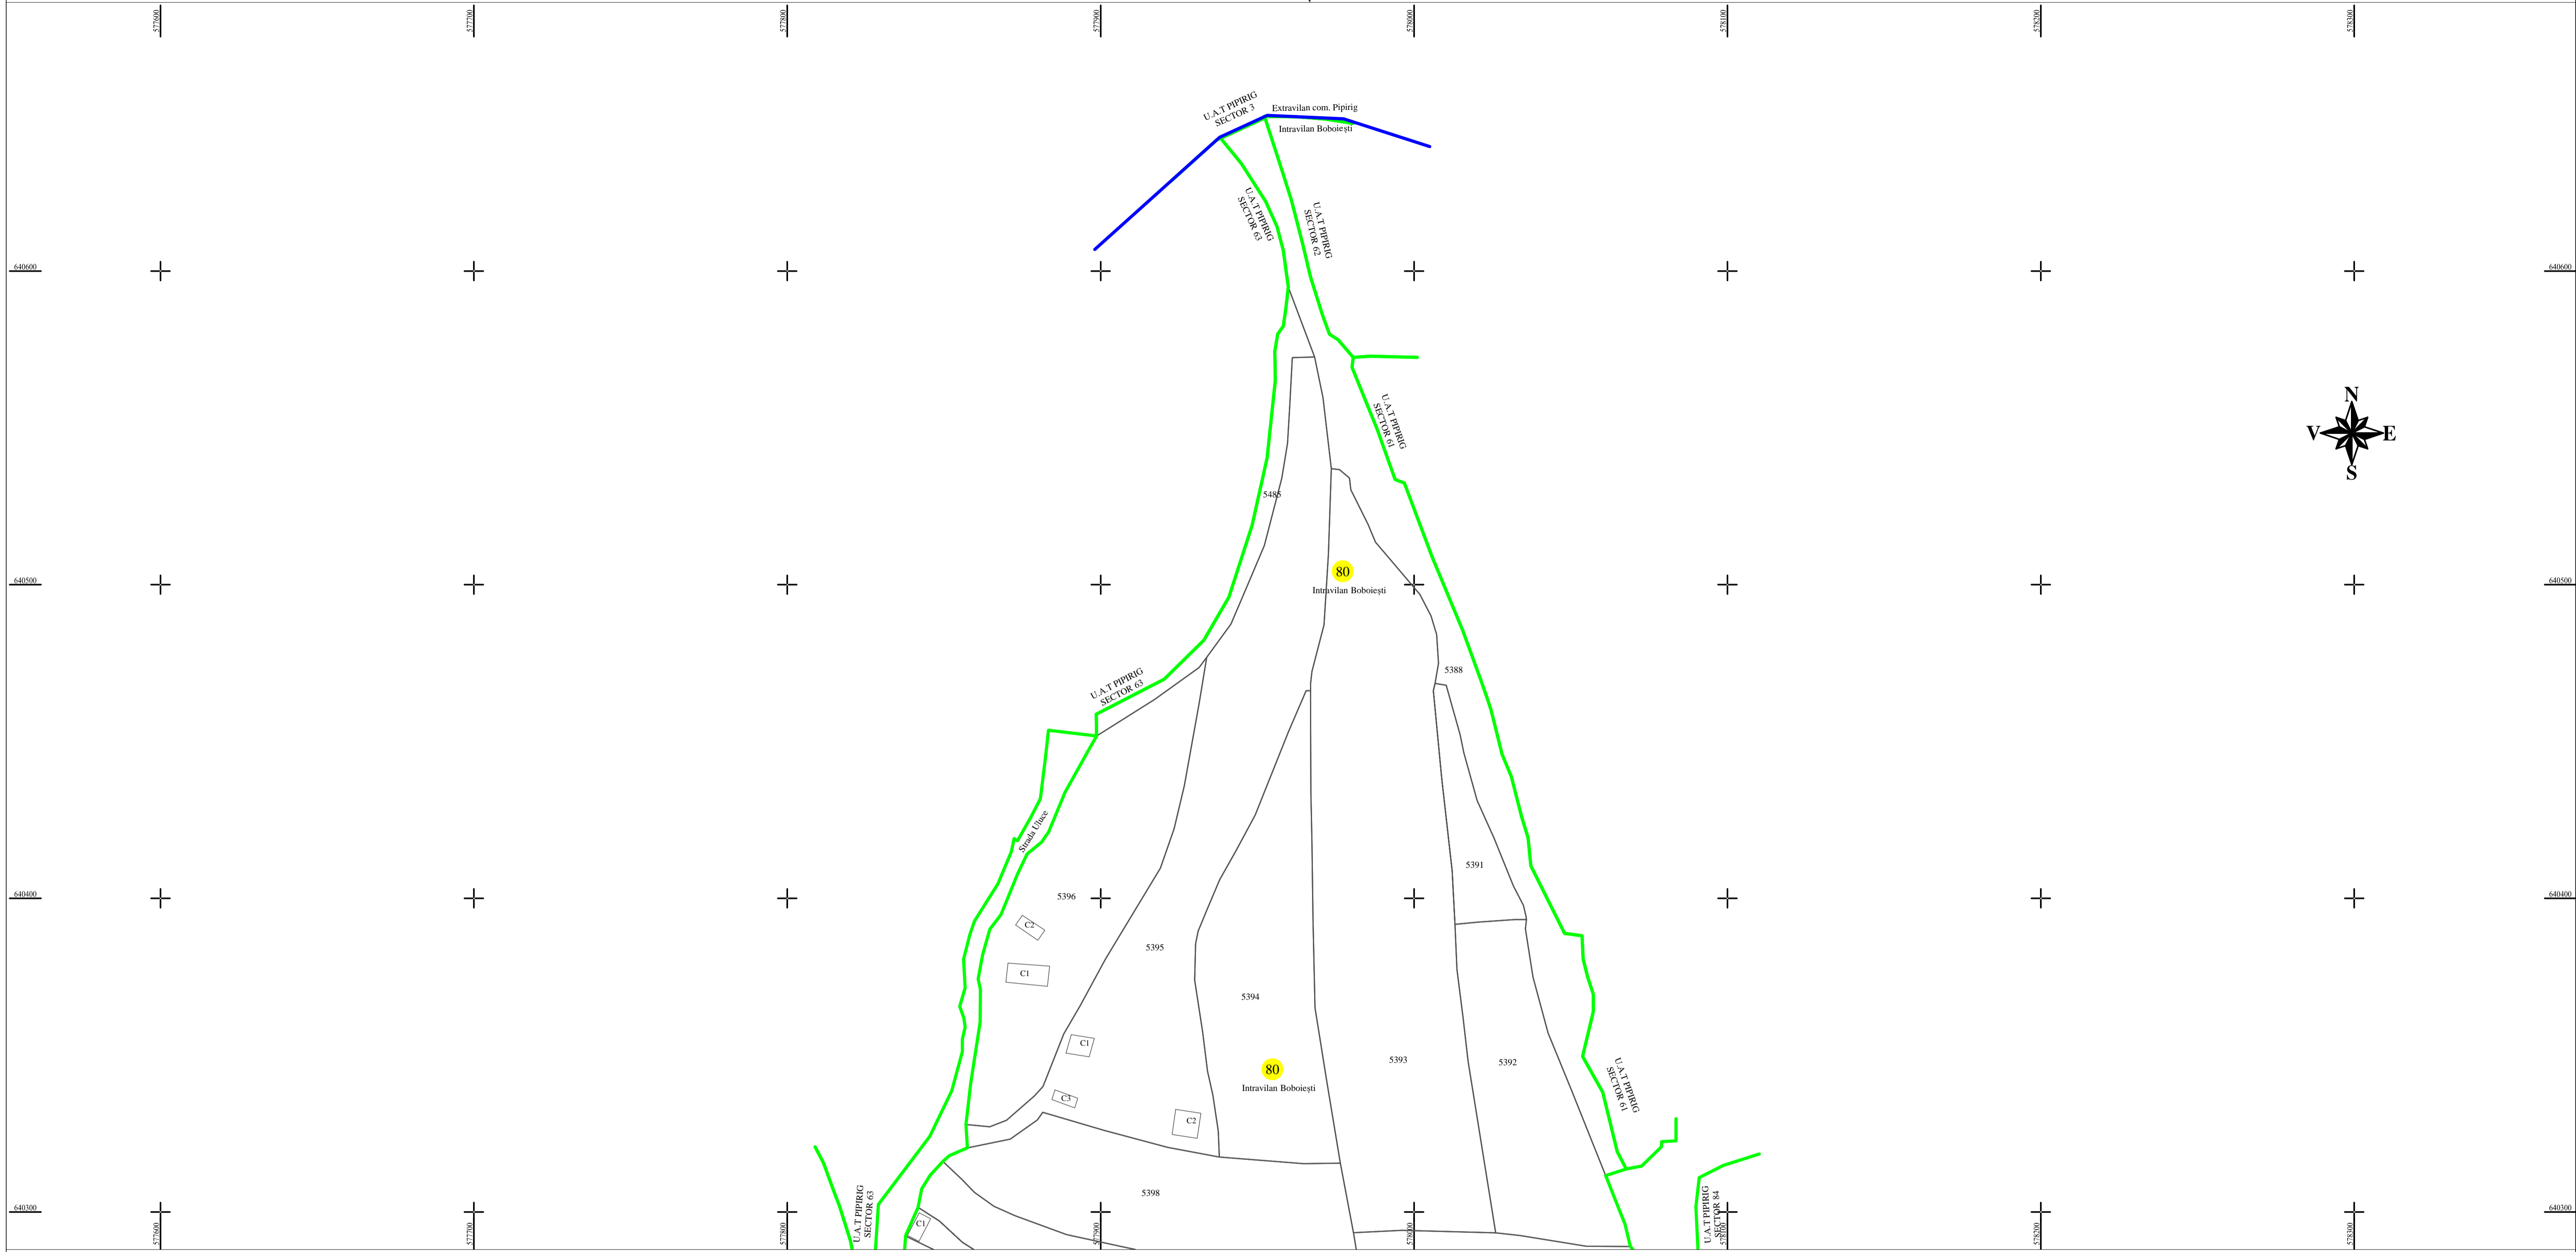 577600
577700
577800
577900
578000
578100
578200
578300
U.A.T PIPIRIG
SECTOR 3
Extravilan com. Pipirig
Intravilan Boboiești
U.A.T PIPIRIG
SECTOR 63
U.A.T PIPIRIG
SECTOR 62
640600
640600
U.A.T PIPIRIG
SECTOR 61
N
V E
S
5485
80
Intravilan Boboiești
640500
640500
5388
U.A.T PIPIRIG
SECTOR 63
Strada Uluce
5391
5396
640400
640400
C2
5395
C1
5394
C1
5393
5392
80
Intravilan Boboiești
C3
C2
U.A.T PIPIRIG
SECTOR 61
5398
U.A.T PIPIRIG
SECTOR 63
C1
U.A.T PIPIRIG
SECTOR 84
640300
640300
577600
577700
577800
577900
578000
578100
578200
578300